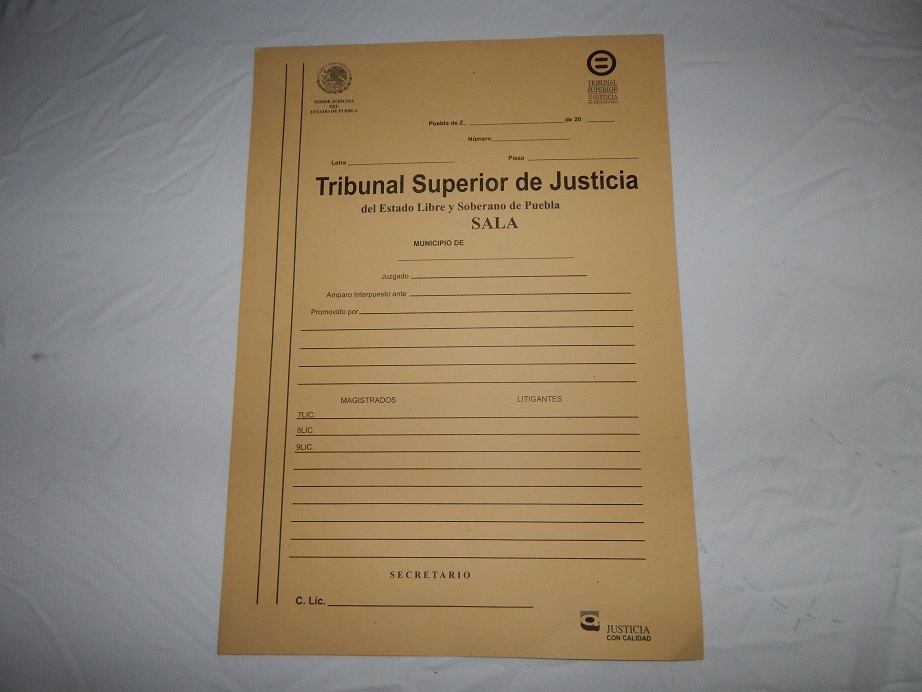 PODER JUDICIAL
DEL
ESTADO DE PUEBLA
TRIBUNAL
SUPERIOR
DE JUSTICIA
Puebla de Z., de 20
Número
Letra Pieza
Tribunal Superior de Justicia
del Estado Libre y Soberano de Puebla
SALA
MUNICIPIO DE
Juzgado
Amparo Interpuesto ante
Promovido por
MAGISTRADOS LITIGANTES
7LIC.
8LIC.
9LIC.
SECRETARIO
C. Lic.
JUSTICIA
CON CALIDAD